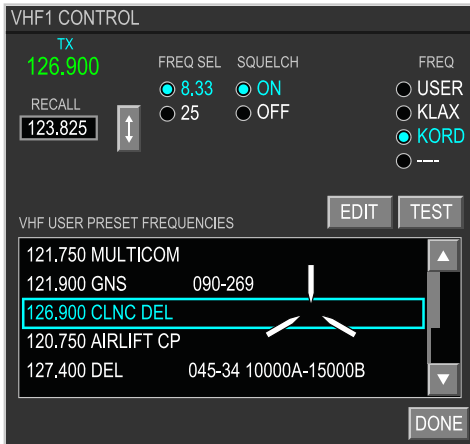 VHF1 CONTROL
TX
126.900
RECALL
123.825
FREQ SEL
8.33
25
SQUELCH
ON
OFF
FREQ
USER
KLAX
KORD
----
EDIT
TEST
VHF USER PRESET FREQUENCIES
121.750 MULTICOM
121.900 GNS 090-269
126.900 CLNC DEL
120.750 AIRLIFT CP
127.400 DEL 045-34 10000A-15000B
DONE